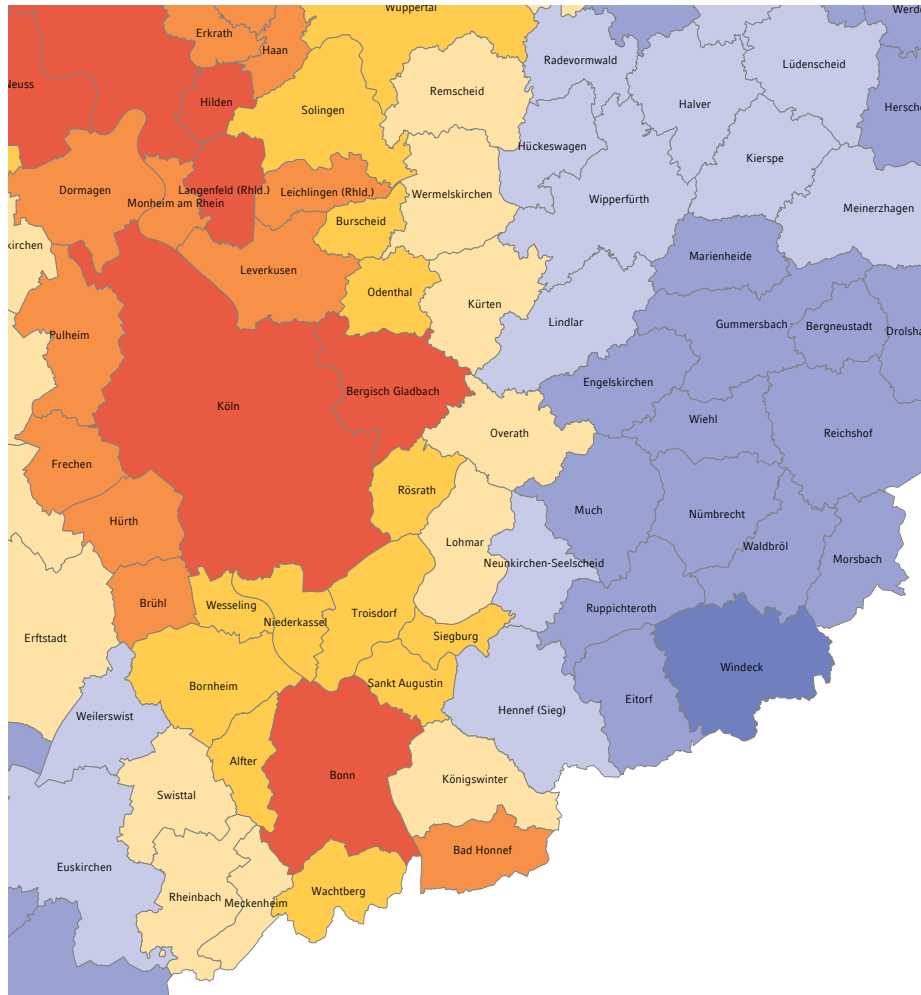 Wuppertal
Erkrath
Haan
Radevormwald
Lüdenscheid
Neuss
Hilden
Remscheid
Solingen
Halver
Hückeswagen
Kierspe
Dormagen
Langenfeld (Rhld.)
Leichlingen (Rhld.)
Wermelskirchen
Wipperfürth
Monheim am Rhein
Meinerzhagen
Burscheid
Marienheide
Leverkusen
Odenthal
Kürten
Lindlar
Gummersbach
Bergneustadt
Pulheim
Engelskirchen
Bergisch Gladbach
Köln
Wiehl
Overath
Reichshof
Frechen
Rösrath
Much
Nümbrecht
Hürth
Lohmar
Waldbröl
Morsbach
Neunkirchen-Seelscheid
Brühl
Wesseling
Ruppichteroth
Troisdorf
Niederkassel
Erftstadt
Siegburg
Windeck
Bornheim
Sankt Augustin
Eitorf
Hennef (Sieg)
Weilerswist
Alfter
Bonn
Königswinter
Swisttal
Bad Honnef
Euskirchen
Wachtberg
Rheinbach
Meckenheim